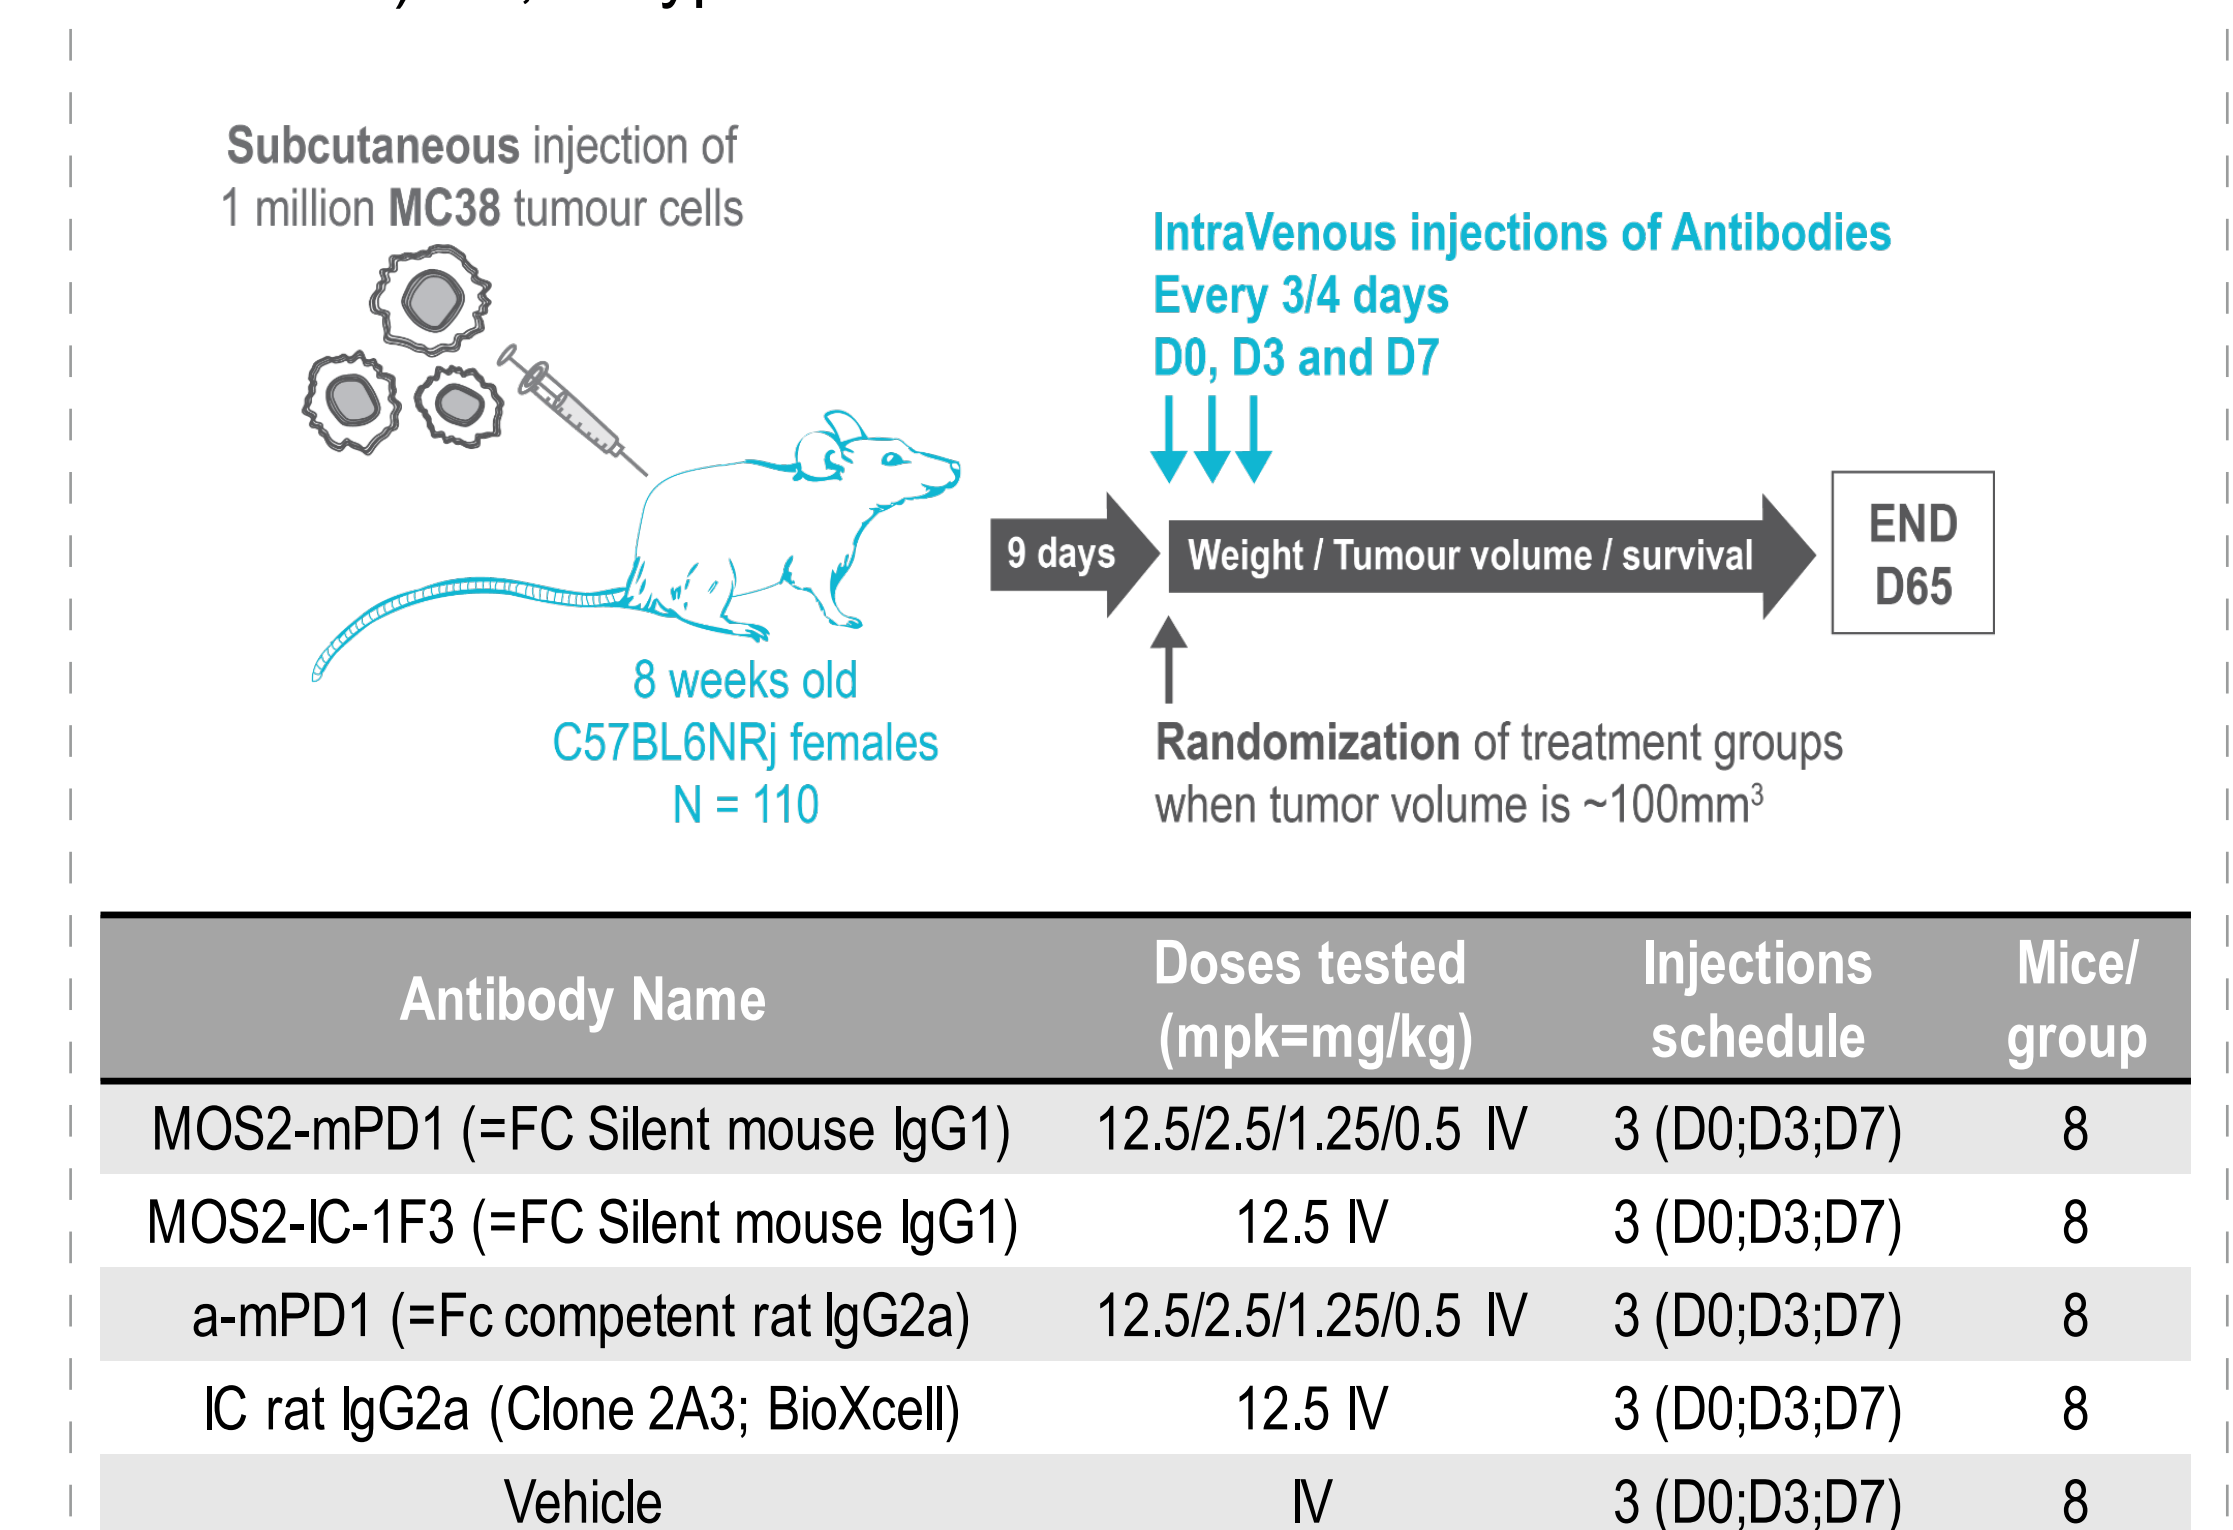 Subcutaneous injection of
1 million MC38 tumour cells
IntraVenous injections of Antibodies
Every 3/4 days
D0, D3 and D7
9 days
Weight / Tumour volume / survival
END
D65
8 weeks old
C57BL6NRj females
N = 110
Randomization of treatment groups
when tumor volume is ~100mm³
Antibody Name Doses tested (mpk=mg/kg) Injections schedule Mice/ group
MOS2-mPD1 (=FC Silent mouse IgG1) 12.5/2.5/1.25/0.5 IV 3 (D0;D3;D7) 8
MOS2-IC-1F3 (=FC Silent mouse IgG1) 12.5 IV 3 (D0;D3;D7) 8
a-mPD1 (=Fc competent rat IgG2a) 12.5/2.5/1.25/0.5 IV 3 (D0;D3;D7) 8
IC rat IgG2a (Clone 2A3; BioXcell) 12.5 IV 3 (D0;D3;D7) 8
Vehicle IV 3 (D0;D3;D7) 8